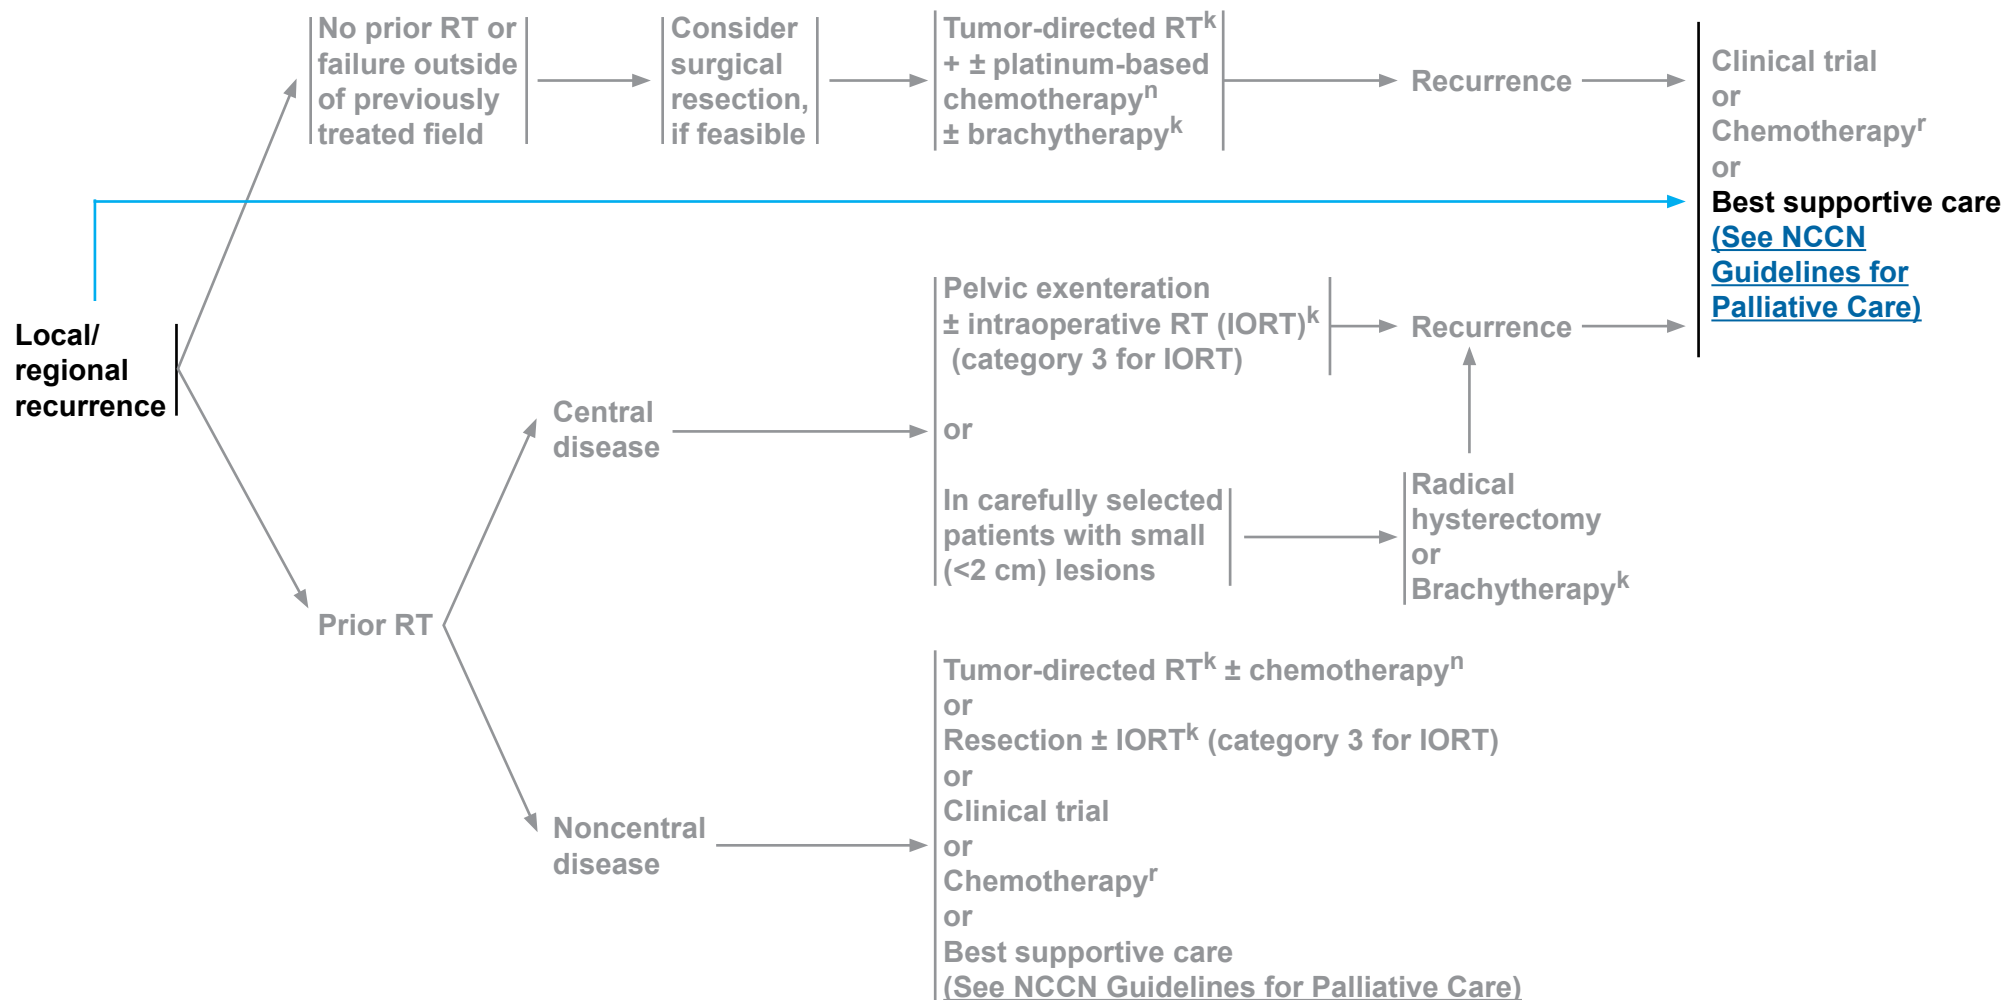 No prior RT or
failure outside
of previously
treated field
Consider
surgical
resection,
if feasible
Tumor-directed RTᵏ
+ ± platinum-based
chemotherapyⁿ
± brachytherapyᵏ
Recurrence
Clinical trial
or
Chemotherapyʳ
or
Best supportive care
(See NCCN
Guidelines for
Palliative Care)
Local/
regional
recurrence
Pelvic exenteration
± intraoperative RT (IORT)ᵏ
(category 3 for IORT)
Recurrence
Central
disease
or
In carefully selected
patients with small
(<2 cm) lesions
Radical
hysterectomy
or
Brachytherapyᵏ
Prior RT
Noncentral
disease
Tumor-directed RTᵏ ± chemotherapyⁿ
or
Resection ± IORTᵏ (category 3 for IORT)
or
Clinical trial
or
Chemotherapyʳ
or
Best supportive care
(See NCCN Guidelines for Palliative Care)